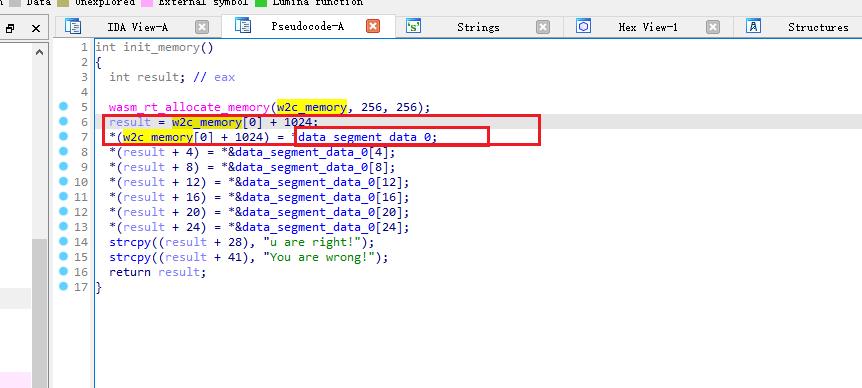 Data Unexplored External symbol Lumina function
IDA View-A Pseudocode-A Strings Hex View-1 Structures
1 int init_memory()
2 {
3 int result; // eax
4
5 wasm_rt_allocate_memory(w2c_memory, 256, 256);
6 result = w2c_memory[0] + 1024;
7 *(w2c_memory[0] + 1024) = *data_segment_data_0;
8 *(result + 4) = *&data_segment_data_0[4];
9 *(result + 8) = *&data_segment_data_0[8];
10 *(result + 12) = *&data_segment_data_0[12];
11 *(result + 16) = *&data_segment_data_0[16];
12 *(result + 20) = *&data_segment_data_0[20];
13 *(result + 24) = *&data_segment_data_0[24];
14 strcpy((result + 28), "u are right!");
15 strcpy((result + 41), "You are wrong!");
16 return result;
17 }